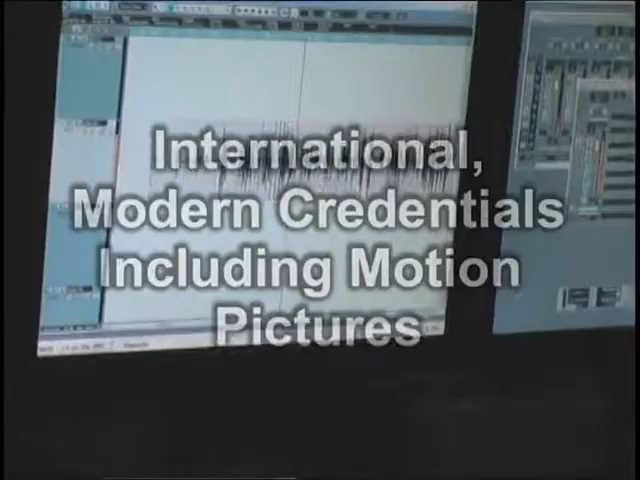 International,
Modern Credentials
Including Motion
Pictures